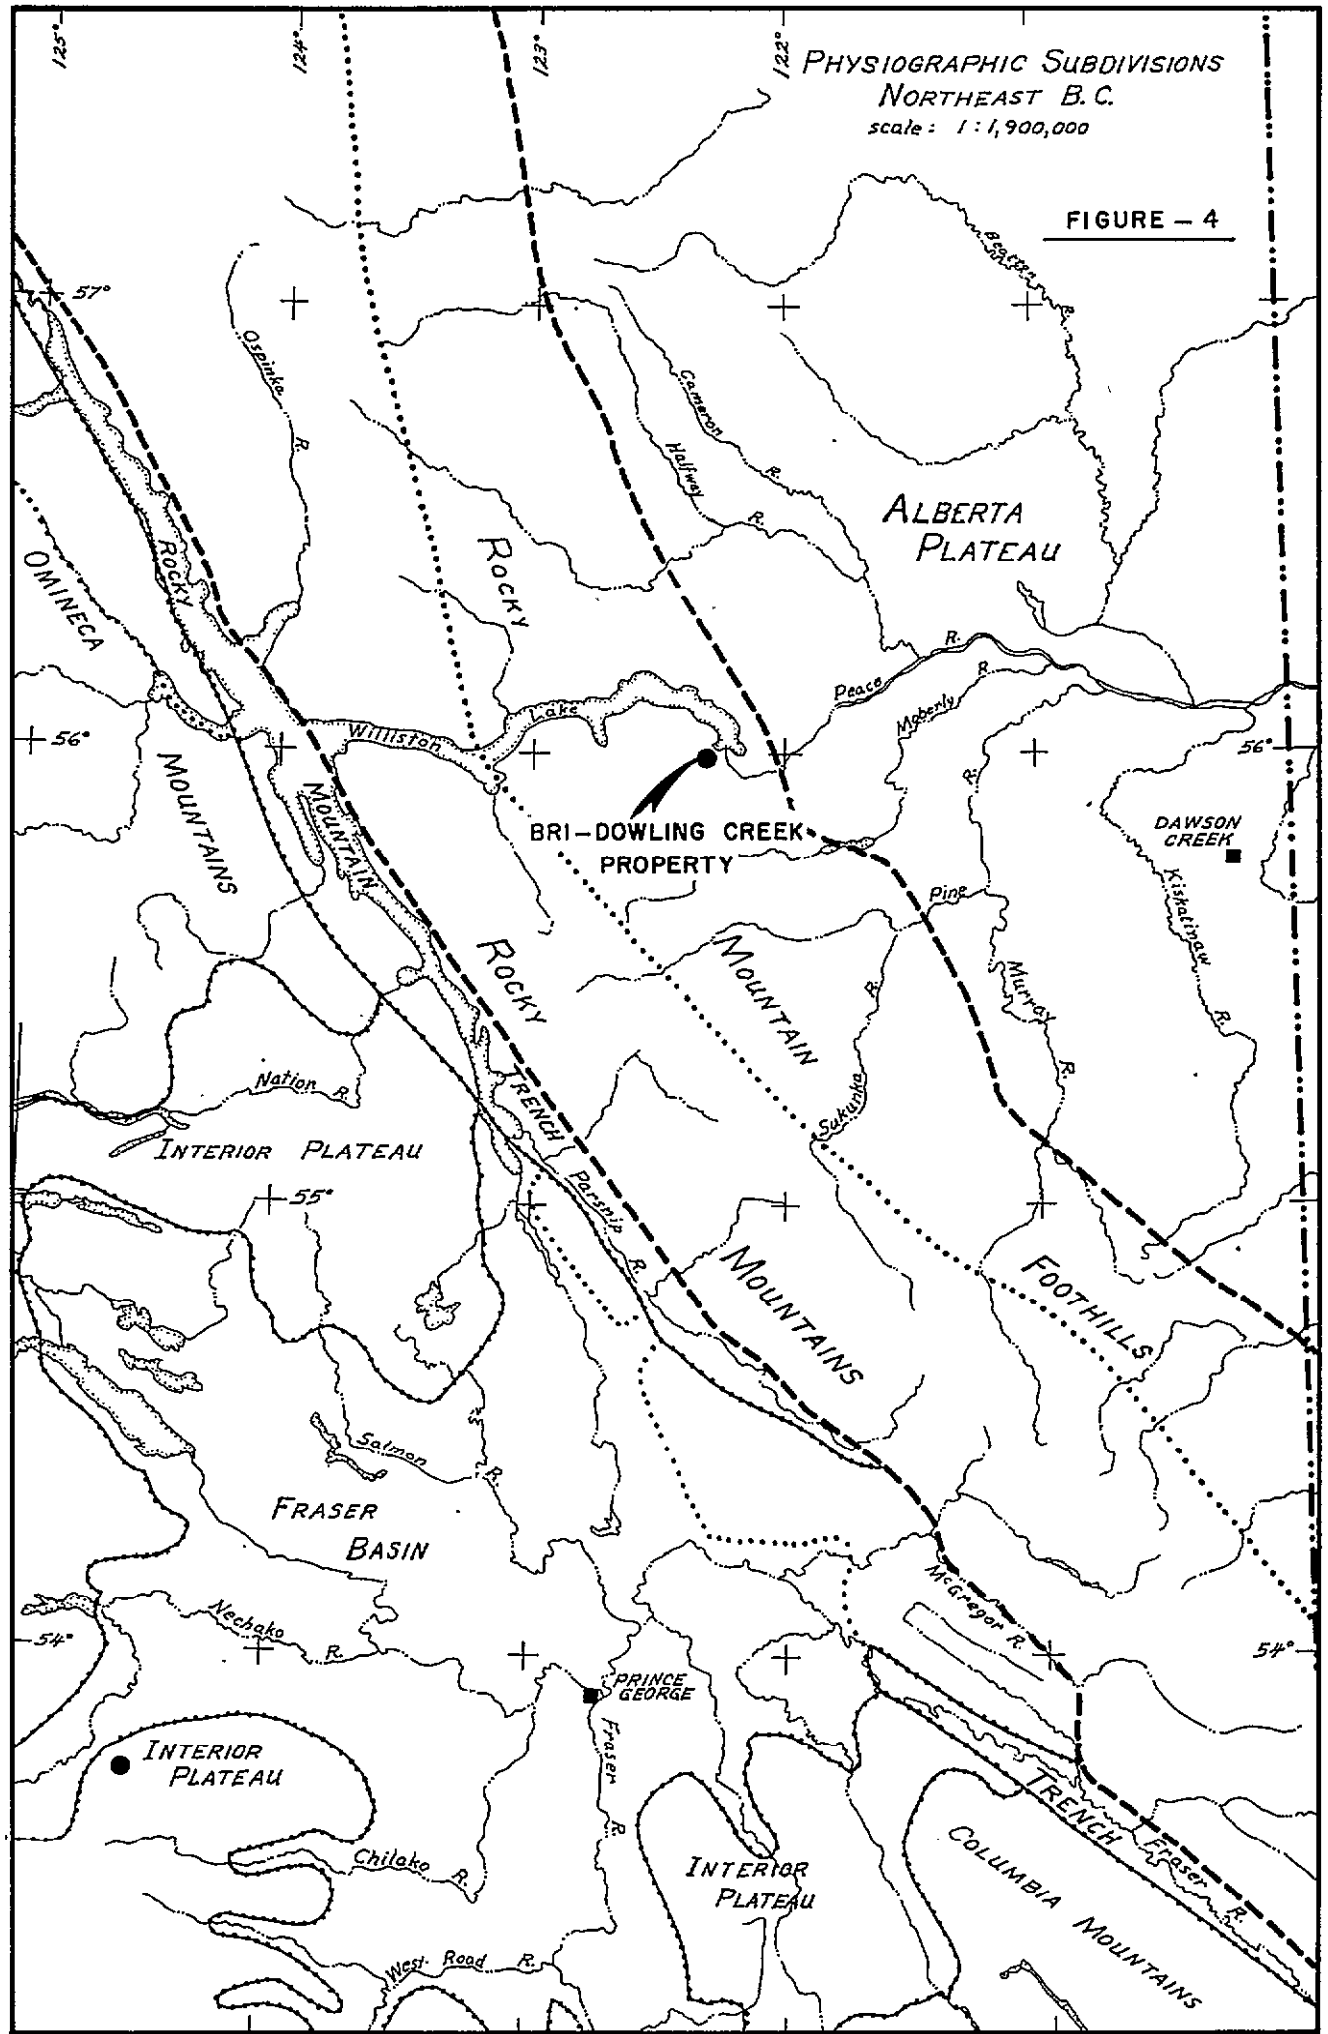 125°
124°
123°
122°
PHYSIOGRAPHIC SUBDIVISIONS
NORTHEAST B.C.
scale: 1:1,900,000
FIGURE – 4
Beatton
R.
57°
Ospinka
R.
Cameron
R.
Halfway
R.
ALBERTA
PLATEAU
ROCKY
OMINECA
ROCKY
Peace
R.
Moberly
R.
Williston
Lake
56°
56°
MOUNTAINS
MOUNTAIN
BRI–DOWLING CREEK
PROPERTY
R.
DAWSON
CREEK
Kiskatinaw
R.
Pine
ROCKY
MOUNTAIN
R.
Murray
R.
Sukunka
Nation R.
TRENCH
INTERIOR PLATEAU
55°
Parsnip
R.
MOUNTAINS
FOOTHILLS
Salmon
R.
FRASER
BASIN
McGregor R.
Nechako
R.
54°
54°
PRINCE
GEORGE
Fraser
R.
INTERIOR
PLATEAU
TRENCH
Fraser
R.
Chilako
R.
INTERIOR
PLATEAU
COLUMBIA MOUNTAINS
West Road R.